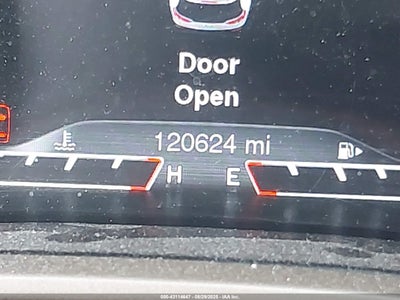 Door
Open
120624 mi
H E
000-43114847 - 08/29/2025 - IAA Inc.